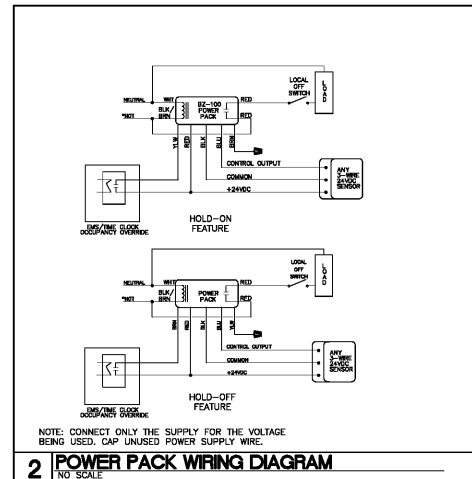 LOCAL
OFF
SWITCH
LOAD
NEUTRAL
WHT
BZ-100
POWER
PACK
RED
*HOT
BLK/
BRN
RED
YLW
RED
BLK
BLU
BRN
CONTROL OUTPUT
COMMON
+24VDC
ANY
3-WIRE
24VDC
SENSOR
EMS/TIME CLOCK
OCCUPANCY OVERRIDE
HOLD-ON
FEATURE
LOCAL
OFF
SWITCH
LOAD
NEUTRAL
WHT
POWER
PACK
RED
*HOT
BLK/
BRN
RED
BRN
RED
BLK
BLU
YLW
CONTROL OUTPUT
COMMON
+24VDC
ANY
3-WIRE
24VDC
SENSOR
EMS/TIME CLOCK
OCCUPANCY OVERRIDE
HOLD-OFF
FEATURE
NOTE: CONNECT ONLY THE SUPPLY FOR THE VOLTAGE
BEING USED. CAP UNUSED POWER SUPPLY WIRE.
2 POWER PACK WIRING DIAGRAM
NO SCALE